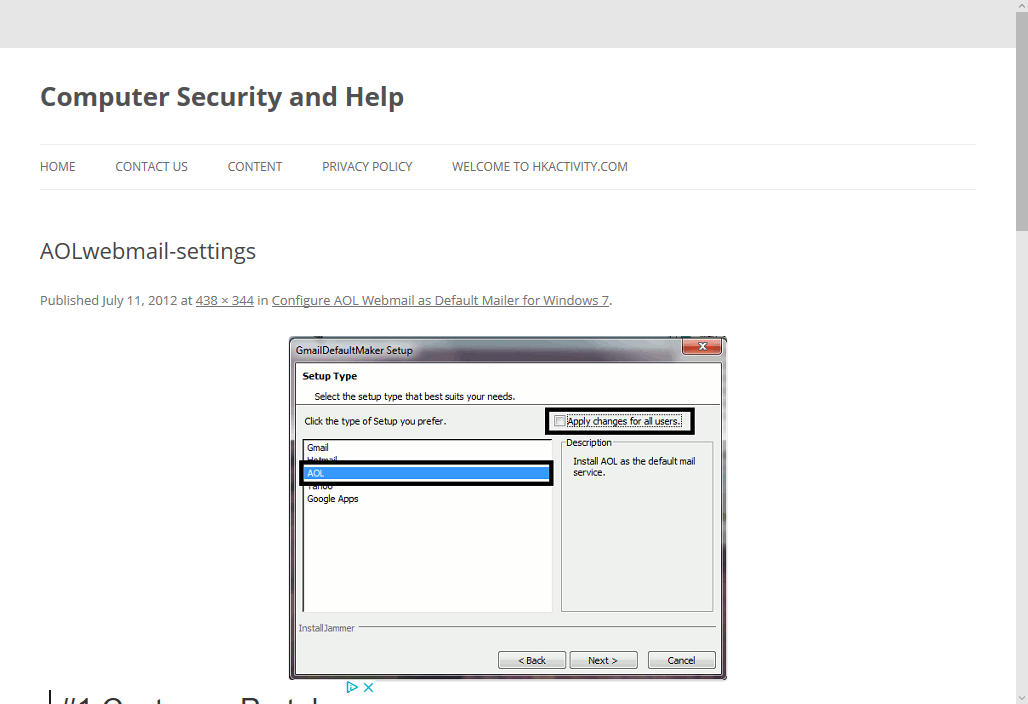 Computer Security and Help
HOME CONTACT US CONTENT PRIVACY POLICY WELCOME TO HKACTIVITY.COM
AOLwebmail-settings
Published July 11, 2012 at 438 × 344 in Configure AOL Webmail as Default Mailer for Windows 7.
GmailDefaultMaker Setup
Setup Type
Select the setup type that best suits your needs.
Click the type of Setup you prefer.
Apply changes for all users.
Gmail
Hotmail
AOL
Yahoo
Google Apps
Description
Install AOL as the default mail
service.
InstallJammer
< Back Next > Cancel